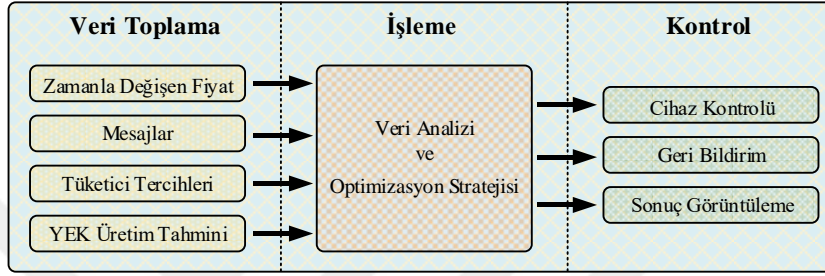 Veri Toplama
Zamanla Değişen Fiyat
Mesajlar
Tüketici Tercihleri
YEK Üretim Tahmini
İşleme
Veri Analizi
ve
Optimizasyon Stratejisi
Kontrol
Cihaz Kontrolü
Geri Bildirim
Sonuç Görüntüleme